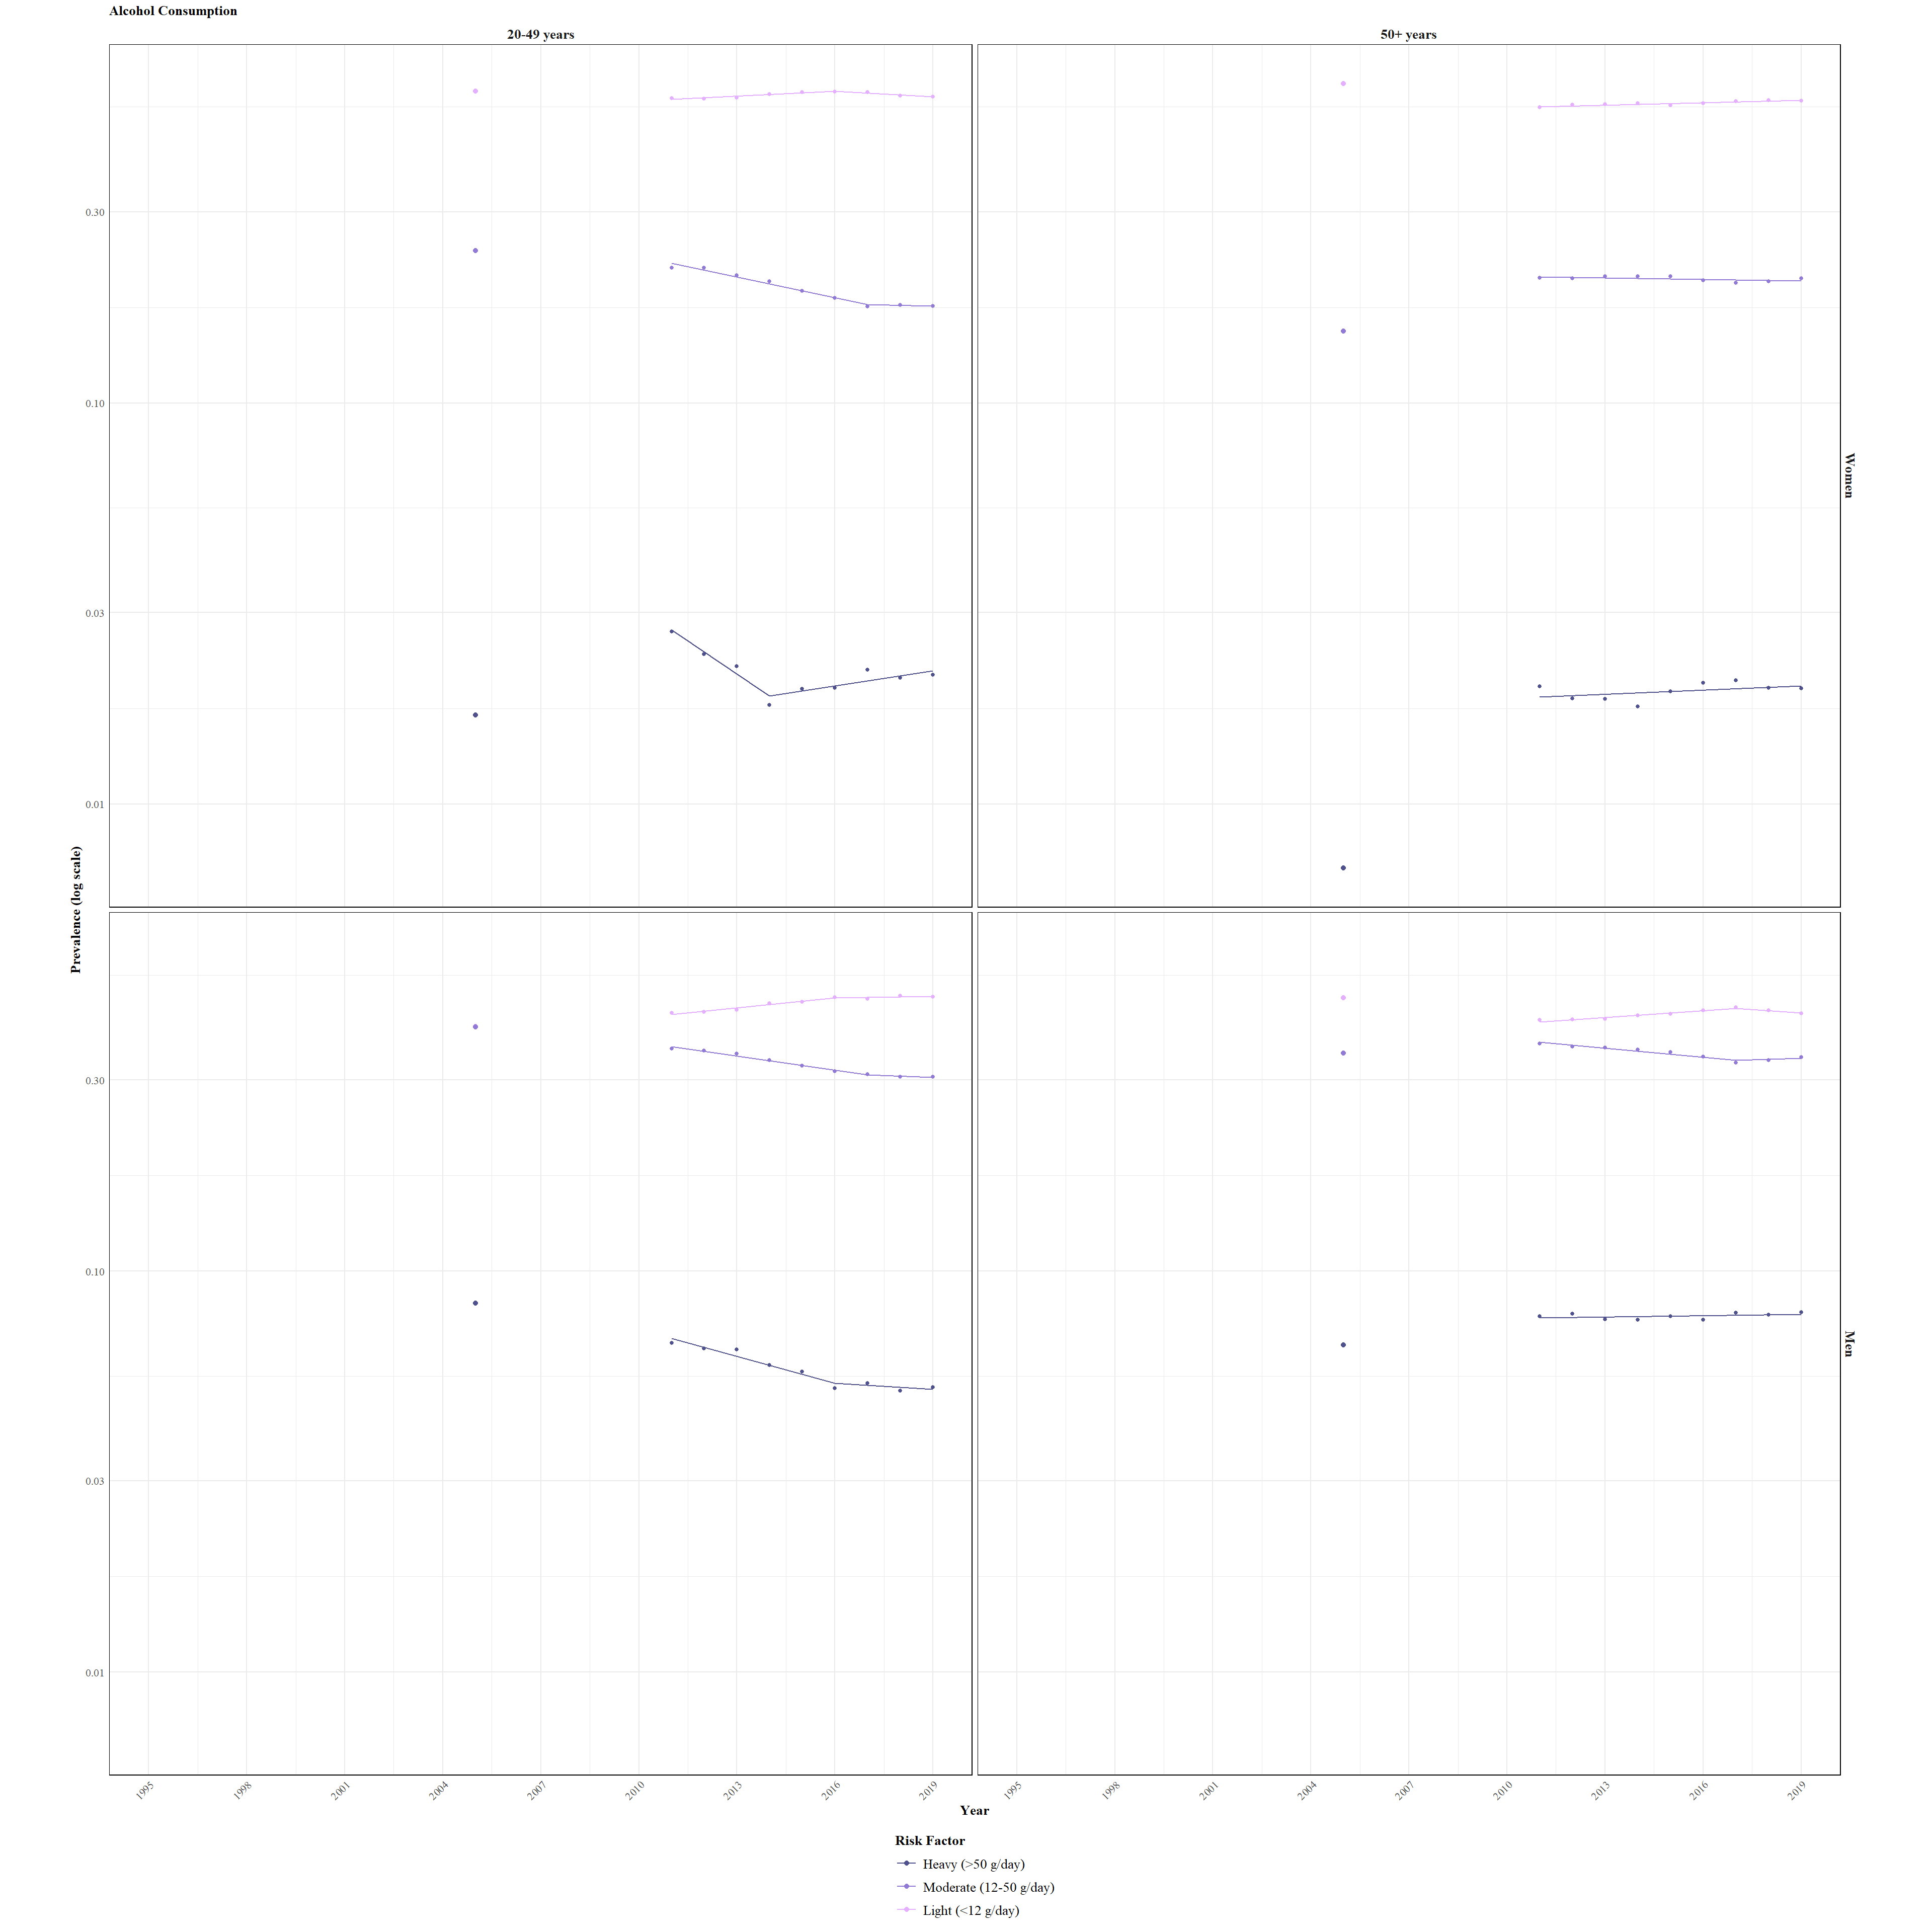 Alcohol Consumption
20-49 years
50+ years
0.30
0.10
0.03
0.01
Women
Prevalence (log scale)
0.30
0.10
0.03
0.01
Men
1995
1998
2001
2004
2007
2010
2013
2016
2019
1995
1998
2001
2004
2007
2010
2013
2016
2019
Year
Risk Factor
Heavy (>50 g/day)
Moderate (12-50 g/day)
Light (<12 g/day)